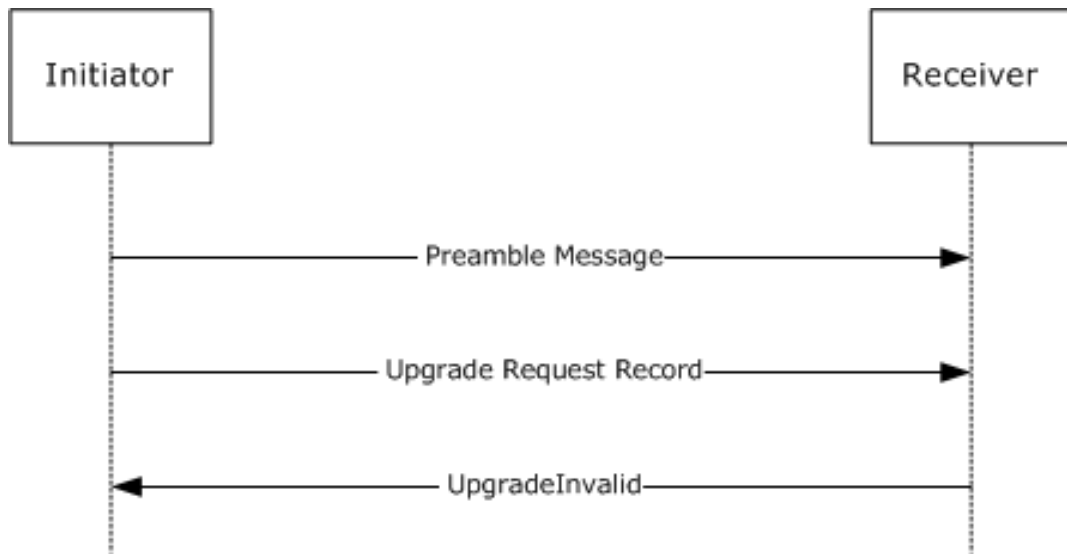 Initiator
Receiver
Preamble Message
Upgrade Request Record
UpgradeInvalid